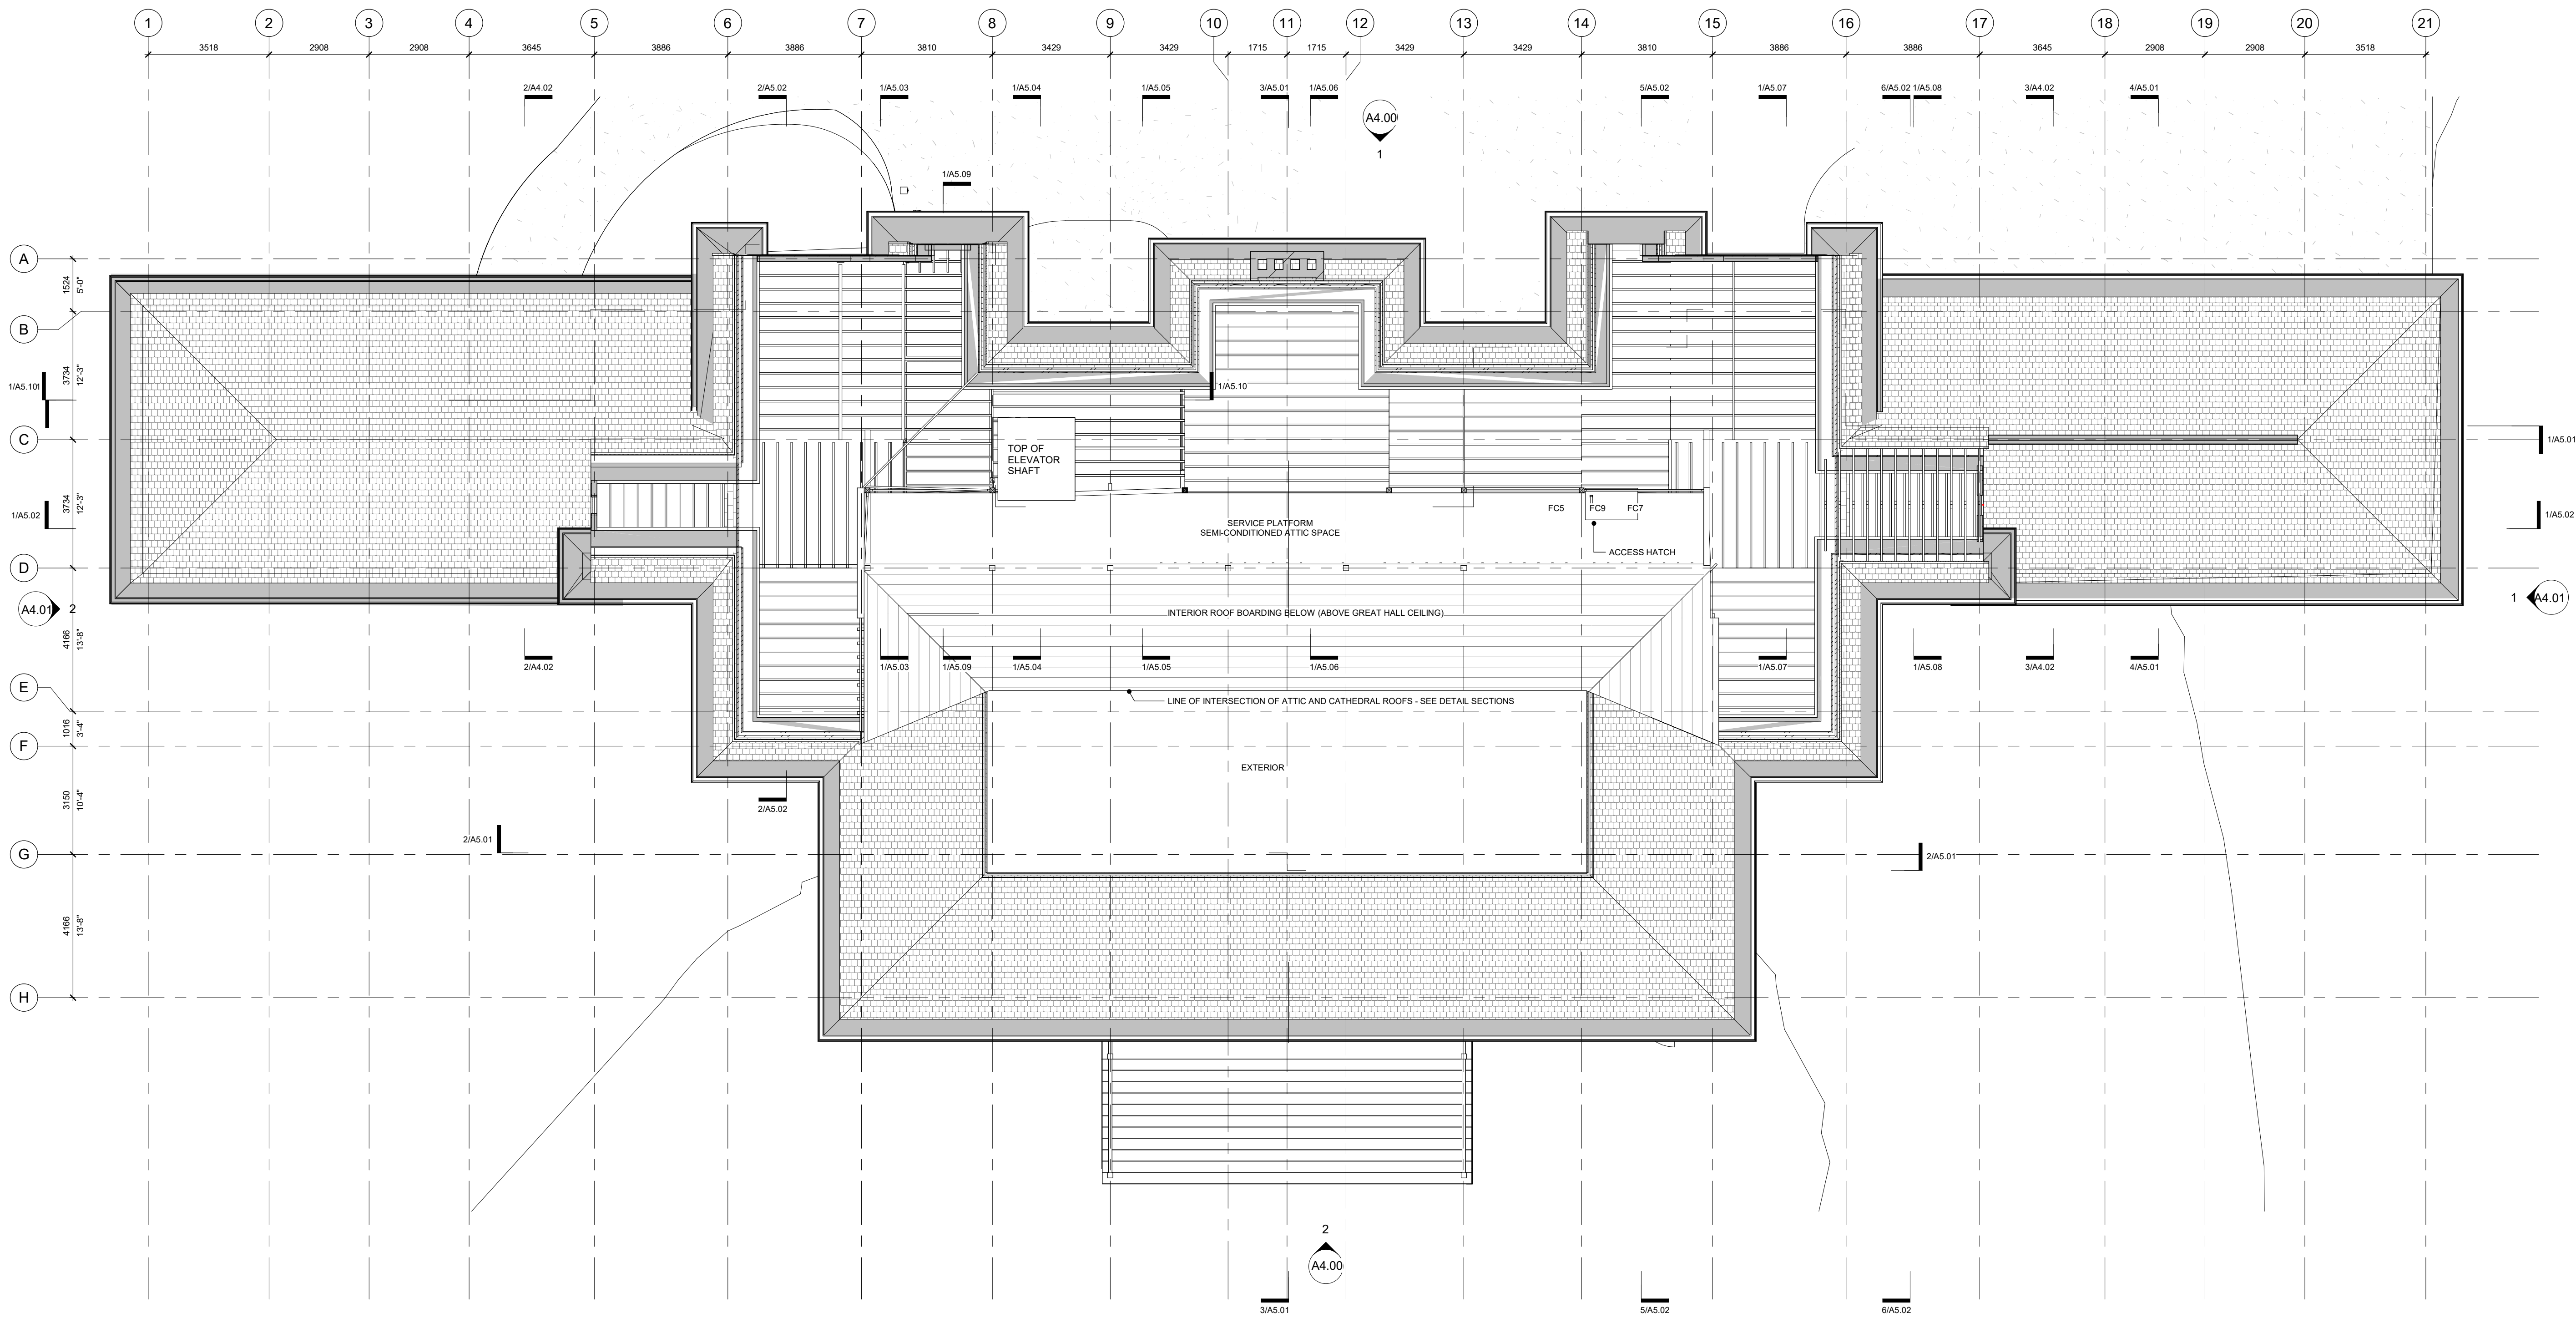 1 2 3 4 5 6 7 8 9 10 11 12 13 14 15 16 17 18 19 20 21
3518 2908 2908 3645 3886 3886 3810 3429 3429 1715 1715 3429 3429 3810 3886 3886 3645 2908 2908 3518
2/A4.02 2/A5.02 1/A5.03 1/A5.04 1/A5.05 3/A5.01 1/A5.06 5/A5.02 1/A5.07 6/A5.02 1/A5.08 3/A4.02 4/A5.01
A4.00
1
1/A5.09
A
1524
5'-0"
B
3734
12'-3"
1/A5.101
1/A5.10
C
1/A5.01
TOP OF
ELEVATOR
SHAFT
3734
12'-3"
1/A5.02
FC5 FC9 FC7
1/A5.02
SERVICE PLATFORM
SEMI-CONDITIONED ATTIC SPACE
ACCESS HATCH
D
A4.01 2
1 A4.01
INTERIOR ROOF BOARDING BELOW (ABOVE GREAT HALL CEILING)
4166
13'-8"
2/A4.02 1/A5.03 1/A5.09 1/A5.04 1/A5.05 1/A5.06 1/A5.07 1/A5.08 3/A4.02 4/A5.01
E
LINE OF INTERSECTION OF ATTIC AND CATHEDRAL ROOFS - SEE DETAIL SECTIONS
1016
3'-4"
F
EXTERIOR
3150
10'-4"
2/A5.02
2/A5.01
2/A5.01
G
4166
13'-8"
H
2
A4.00
3/A5.01 5/A5.02 6/A5.02